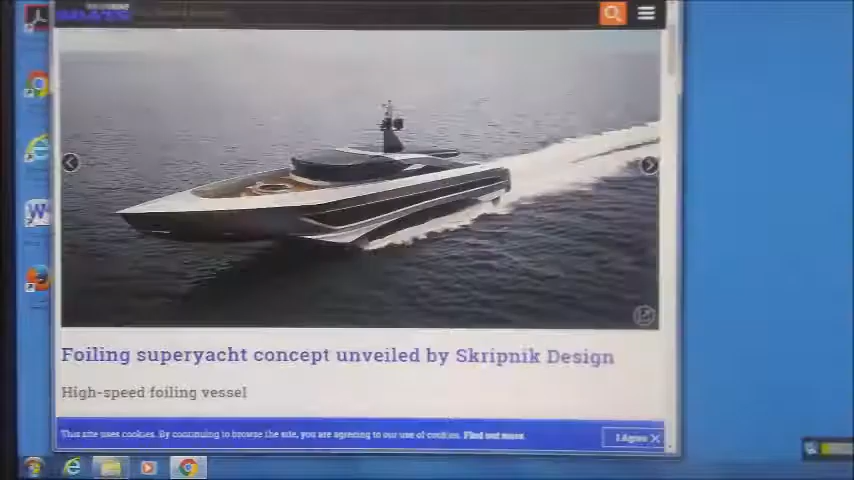 BOATS
Foiling superyacht concept unveiled by Skripnik Design
High-speed foiling vessel
This site uses cookies. By continuing to browse the site, you are agreeing to our use of cookies. Find out more
I Agree X
W